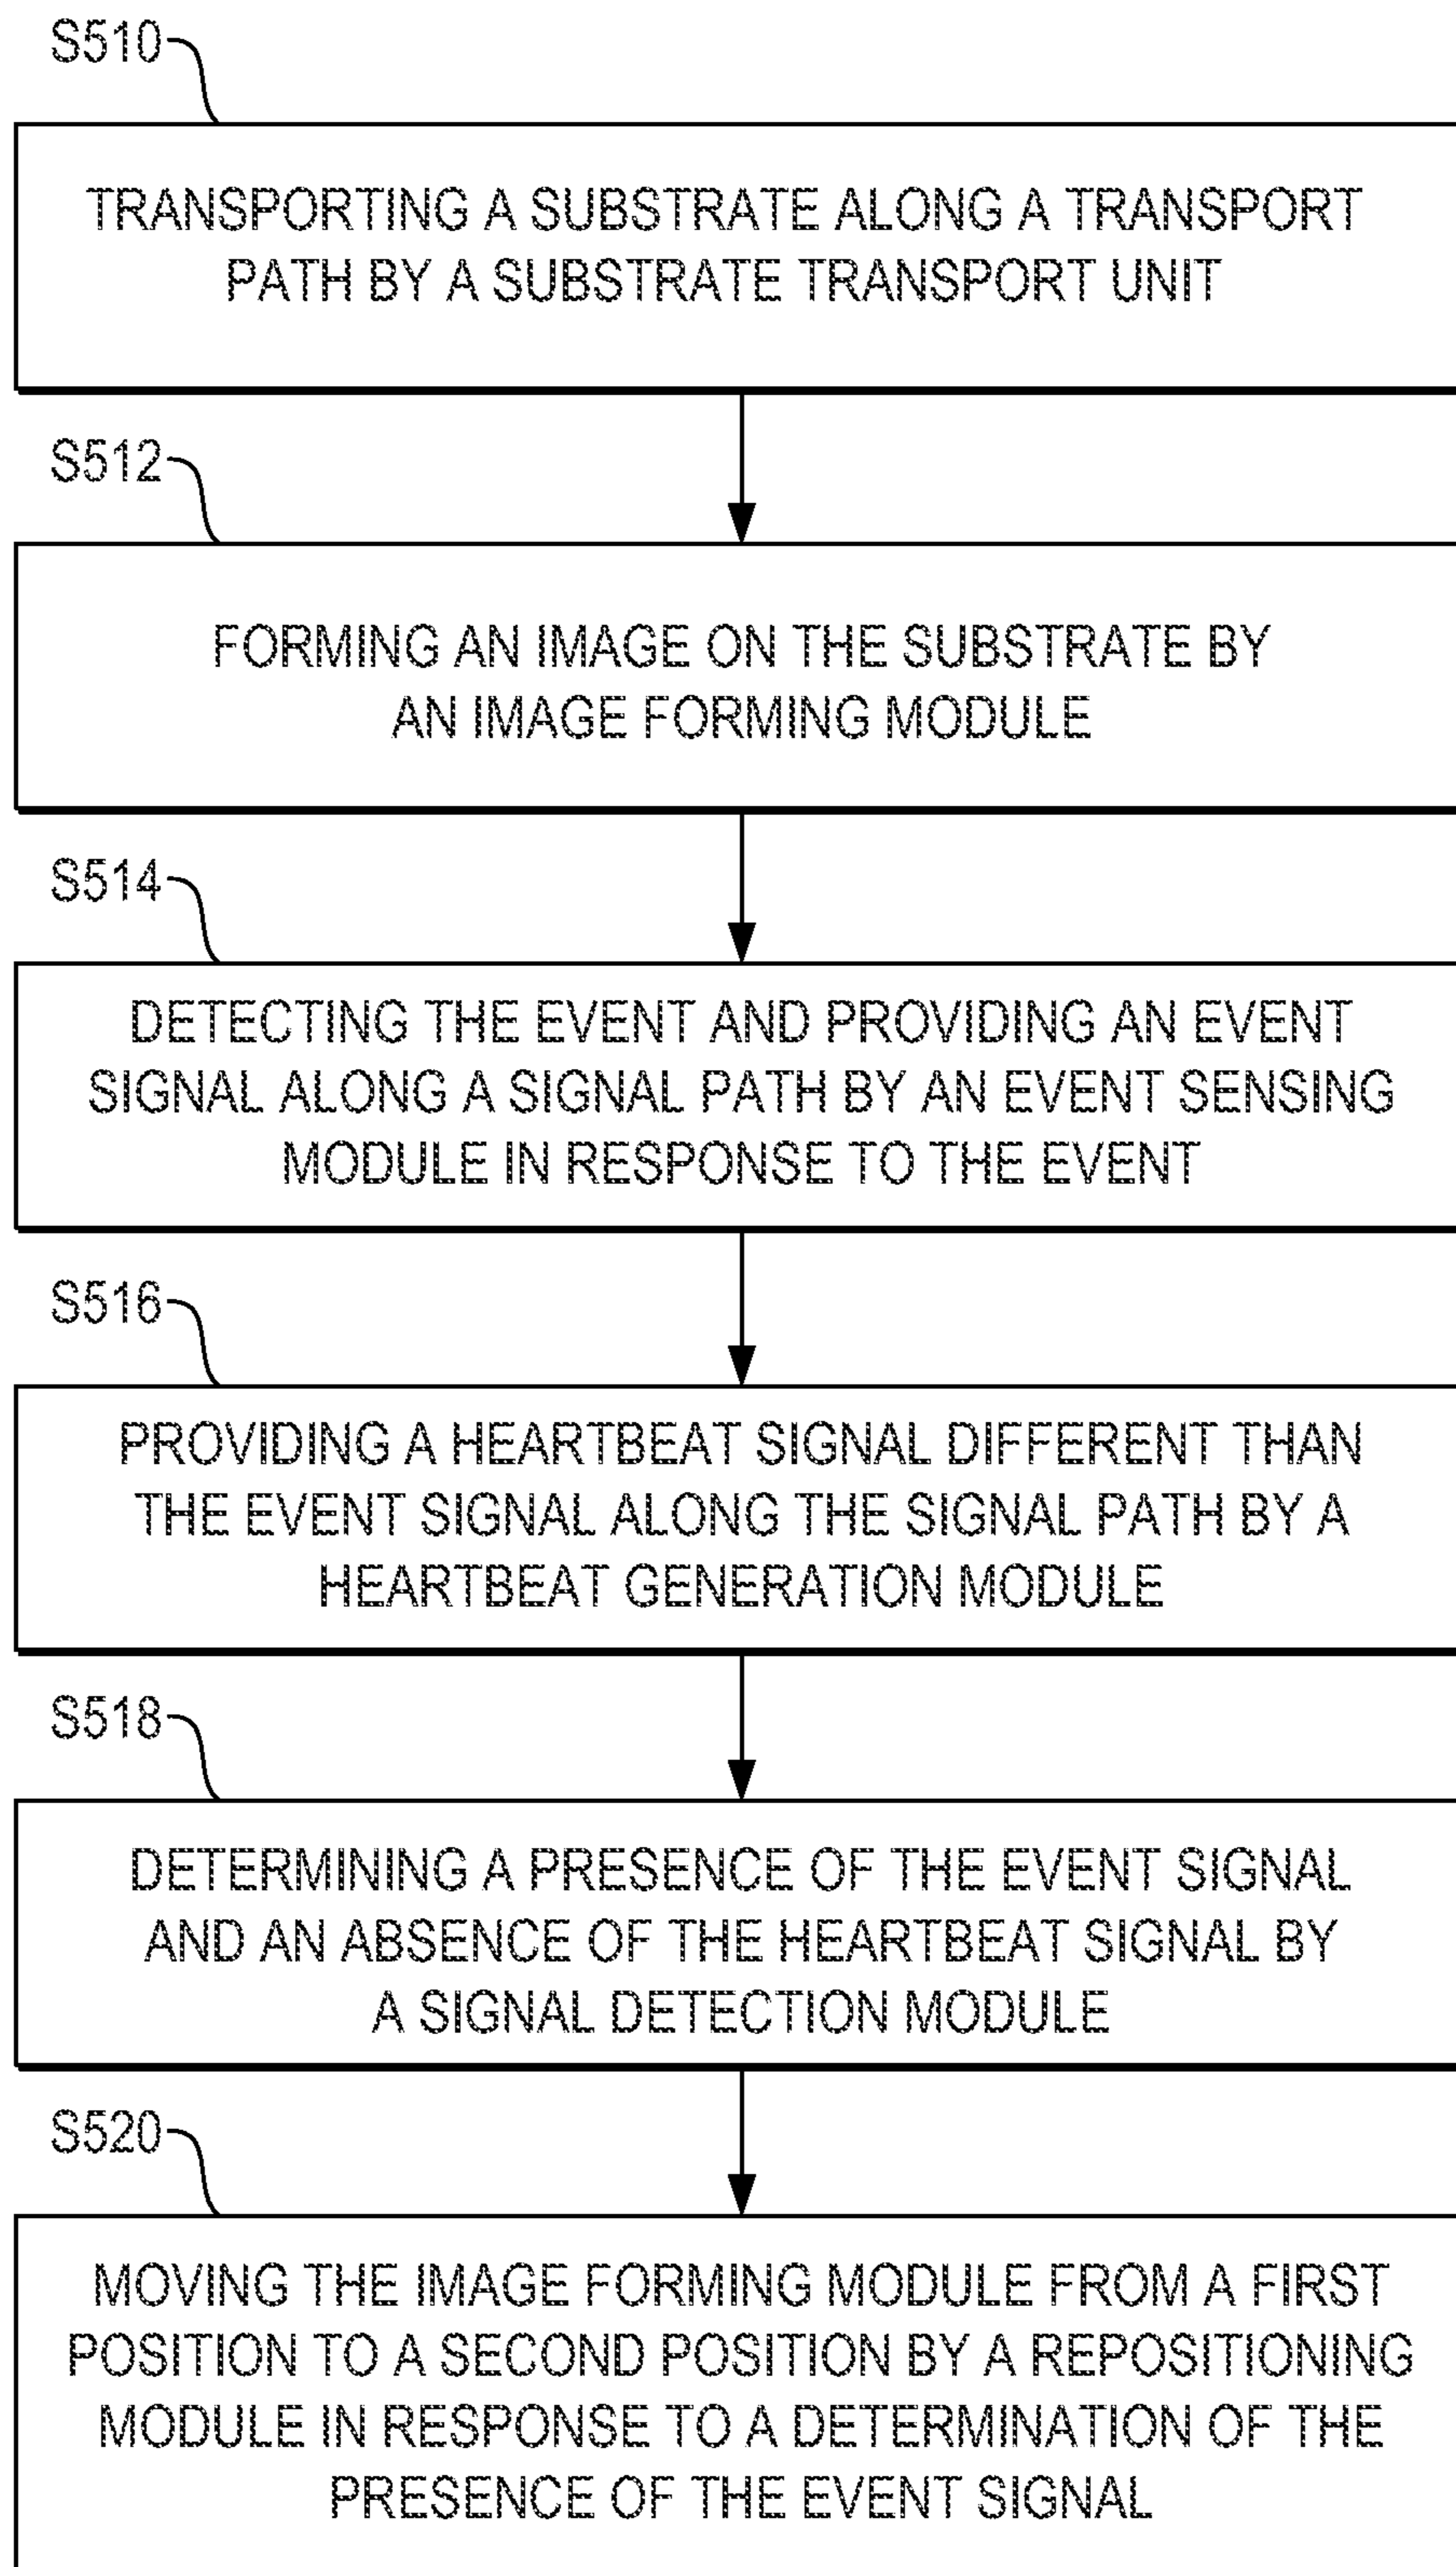 S510
TRANSPORTING A SUBSTRATE ALONG A TRANSPORT
PATH BY A SUBSTRATE TRANSPORT UNIT
S512
FORMING AN IMAGE ON THE SUBSTRATE BY
AN IMAGE FORMING MODULE
S514
DETECTING THE EVENT AND PROVIDING AN EVENT
SIGNAL ALONG A SIGNAL PATH BY AN EVENT SENSING
MODULE IN RESPONSE TO THE EVENT
S516
PROVIDING A HEARTBEAT SIGNAL DIFFERENT THAN
THE EVENT SIGNAL ALONG THE SIGNAL PATH BY A
HEARTBEAT GENERATION MODULE
S518
DETERMINING A PRESENCE OF THE EVENT SIGNAL
AND AN ABSENCE OF THE HEARTBEAT SIGNAL BY
A SIGNAL DETECTION MODULE
S520
MOVING THE IMAGE FORMING MODULE FROM A FIRST
POSITION TO A SECOND POSITION BY A REPOSITIONING
MODULE IN RESPONSE TO A DETERMINATION OF THE
PRESENCE OF THE EVENT SIGNAL